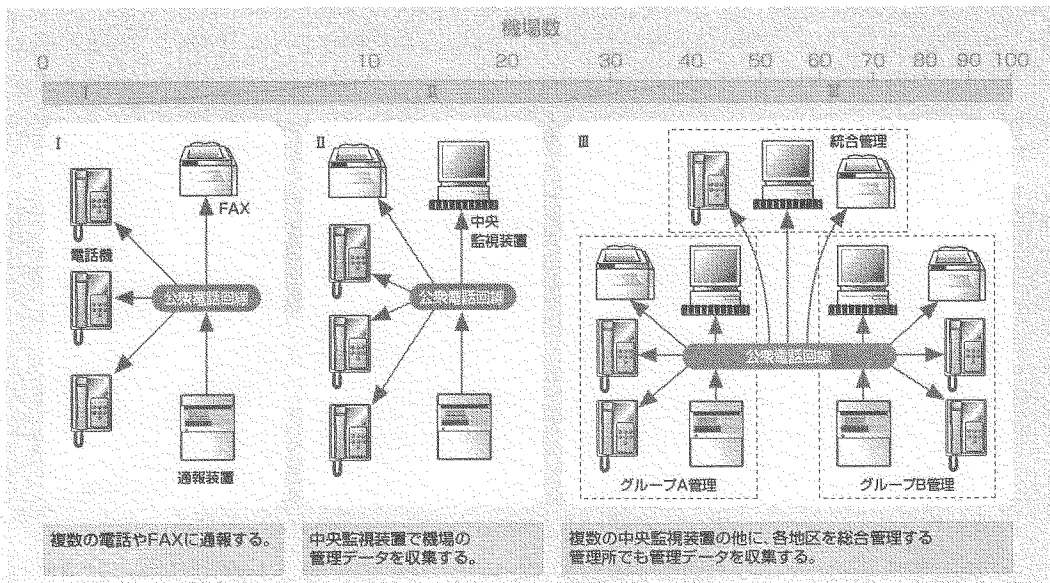 機場数
0 10 20 30 40 50 60 70 80 90 100
I II III
I
FAX
電話機
公衆電話回線
通報装置
複数の電話やFAXに通報する。
II
中央
監視装置
公衆電話回線
中央監視装置で機場の
管理データを収集する。
III
統合管理
公衆電話回線
グループA管理
グループB管理
複数の中央監視装置の他に、各地区を総合管理する
管理所でも管理データを収集する。